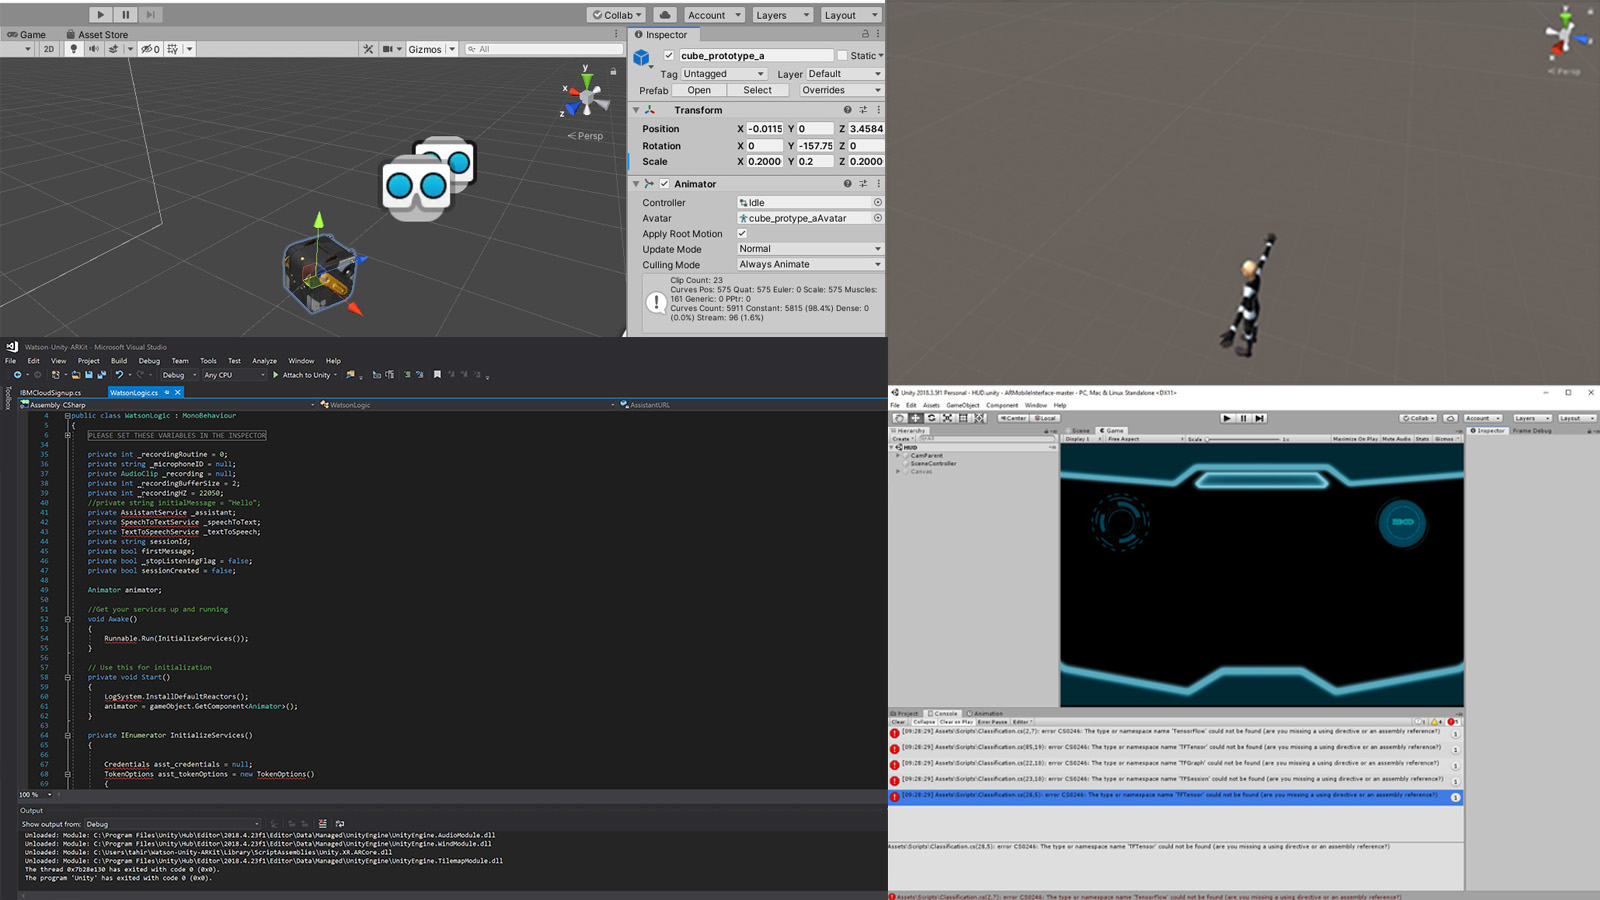 Collab
Account
Layers
Layout
Game
Asset Store
2D
0
Gizmos
All
y
x
z
Persp
Inspector
cube_prototype_a
Static
Tag Untagged
Layer Default
Prefab
Open
Select
Overrides
Transform
Position X -0.0115 Y 0 Z 3.4584
Rotation X 0 Y -157.75 Z 0
Scale X 0.2000 Y 0.2 Z 0.2000
Animator
Controller Idle
Avatar cube_protype_aAvatar
Apply Root Motion
Update Mode Normal
Culling Mode Always Animate
Clip Count: 23
Curves Pos: 575 Quat: 575 Euler: 0 Scale: 575 Muscles:
161 Generic: 0 PPtr: 0
Curves Count: 5911 Constant: 5815 (98.4%) Dense: 0
(0.0%) Stream: 96 (1.6%)
Persp
Watson-Unity-ARKit - Microsoft Visual Studio
File Edit View Project Build Debug Team Tools Test Analyze Window Help
Debug Any CPU Attach to Unity
Toolbox
IBMCloudSignup.cs
WatsonLogic.cs
Assembly-CSharp
WatsonLogic
AssistantURL
4 public class WatsonLogic : MonoBehaviour
5 {
6 PLEASE SET THESE VARIABLES IN THE INSPECTOR
34
35 private int _recordingRoutine = 0;
36 private string _microphoneID = null;
37 private AudioClip _recording = null;
38 private int _recordingBufferSize = 2;
39 private int _recordingHZ = 22050;
40 //private string initialMessage = "Hello";
41 private AssistantService _assistant;
42 private SpeechToTextService _speechToText;
43 private TextToSpeechService _textToSpeech;
44 private string sessionId;
45 private bool firstMessage;
46 private bool _stopListeningFlag = false;
47 private bool sessionCreated = false;
48
49 Animator animator;
50
51 //Get your services up and running
52 void Awake()
53 {
54 Runnable.Run(InitializeServices());
55 }
56
57 // Use this for initialization
58 private void Start()
59 {
60 LogSystem.InstallDefaultReactors();
61 animator = gameObject.GetComponent<Animator>();
62 }
63
64 private IEnumerator InitializeServices()
65 {
66
67 Credentials asst_credentials = null;
68 TokenOptions asst_tokenOptions = new TokenOptions()
69 {
100 %
Output
Show output from: Debug
Unloaded: Module: C:\Program Files\Unity\Hub\Editor\2018.4.23f1\Editor\Data\Managed\UnityEngine\UnityEngine.AudioModule.dll
Unloaded: Module: C:\Program Files\Unity\Hub\Editor\2018.4.23f1\Editor\Data\Managed\UnityEngine\UnityEngine.WindModule.dll
Unloaded: Module: C:\Users\tahir\Watson-Unity-ARKit\Library\ScriptAssemblies\Unity.XR.ARCore.dll
Unloaded: Module: C:\Program Files\Unity\Hub\Editor\2018.4.23f1\Editor\Data\Managed\UnityEngine\UnityEngine.TilemapModule.dll
The thread 0x7b28e130 has exited with code 0 (0x0).
The program 'Unity' has exited with code 0 (0x0).
Unity 2018.3.5f1 Personal - HUD.unity - ARMobileInterface-master - PC, Mac & Linux Standalone <DX11>
File Edit Assets GameObject Component Window Help
Center
Local
Collab
Account
Layers
Layout
Hierarchy
Create
HUD
CamParent
SceneController
Canvas
Scene
Game
Display 1
Free Aspect
Scale
1x
Maximize On Play
Mute Audio
Stats
Gizmos
Inspector
Frame Debug
Project
Console
Animation
Clear
Collapse
Clear on Play
Error Pause
Editor
[09:28:29] Assets\Scripts\Classification.cs(2,7): error CS0246: The type or namespace name 'TensorFlow' could not be found (are you missing a using directive or an assembly reference?)
[09:28:29] Assets\Scripts\Classification.cs(85,19): error CS0246: The type or namespace name 'TFTensor' could not be found (are you missing a using directive or an assembly reference?)
[09:28:29] Assets\Scripts\Classification.cs(22,18): error CS0246: The type or namespace name 'TFGraph' could not be found (are you missing a using directive or an assembly reference?)
[09:28:29] Assets\Scripts\Classification.cs(23,18): error CS0246: The type or namespace name 'TFSession' could not be found (are you missing a using directive or an assembly reference?)
[09:28:29] Assets\Scripts\Classification.cs(28,5): error CS0246: The type or namespace name 'TFTensor' could not be found (are you missing a using directive or an assembly reference?)
Assets\Scripts\Classification.cs(28,5): error CS0246: The type or namespace name 'TFTensor' could not be found (are you missing a using directive or an assembly reference?)
Assets\Scripts\Classification.cs(2,7): error CS0246: The type or namespace name 'TensorFlow' could not be found (are you missing a using directive or an assembly reference?)